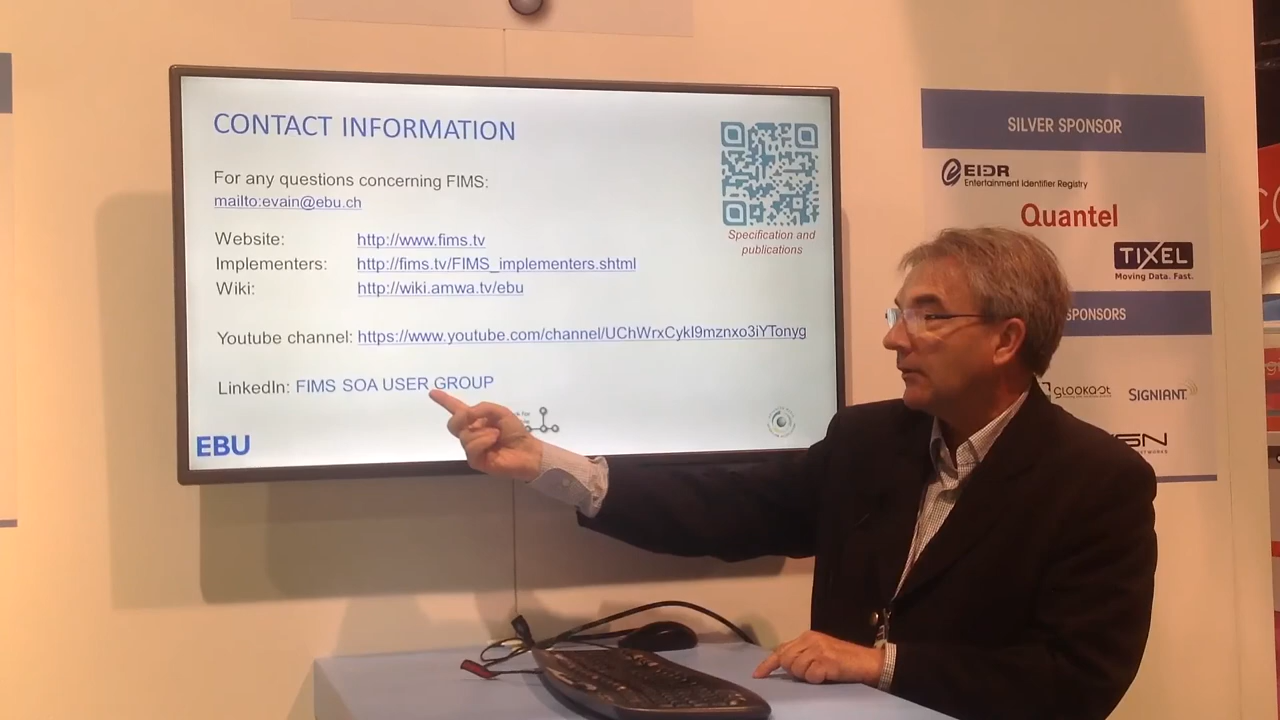 CONTACT INFORMATION
For any questions concerning FIMS:
mailto:evain@ebu.ch
Website: http://www.fims.tv
Implementers: http://fims.tv/FIMS_implementers.shtml
Wiki: http://wiki.amwa.tv/ebu
Youtube channel: https://www.youtube.com/channel/UChWrxCykI9mznxo3iYTonyg
LinkedIn: FIMS SOA USER GROUP
EBU
Specification and
publications
SILVER SPONSOR
EIDR
Entertainment Identifier Registry
Quantel
TIXEL
Moving Data. Fast.
SPONSORS
GLOOKAST
SIGNIANT